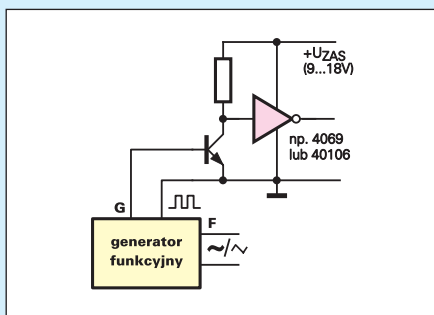 +UZAS
(9...18V)
np. 4069
lub 40106
G
F
generator
funkcyjny
~/